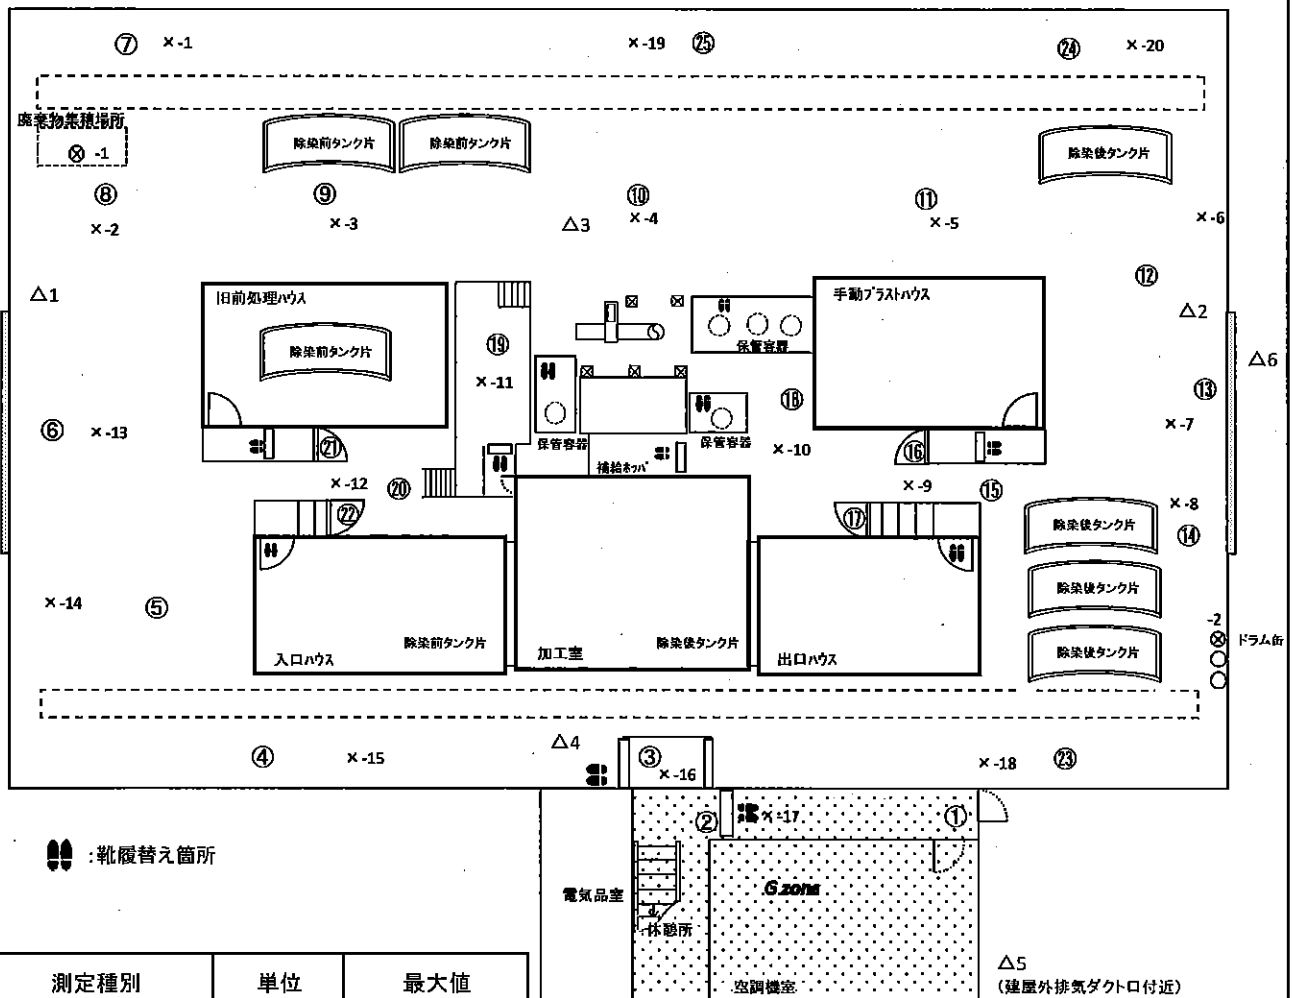 ⑦ ×-1
×-19 ㉕
㉔ ×-20
廃棄物集積場所
⊗ -1
除染前タンク片
除染前タンク片
除染後タンク片
⑧
×-2
⑨
×-3
△3
⑩
×-4
⑪
×-5
×-6
⑫
△1
△2
旧前処理ハウス
除染前タンク片
手動ブラストハウス
保管容器
⑲
×-11
△6
⑬
×-7
⑱
⑥ ×-13
㉑
保管容器
保管容器
×-10
⑯
補給ホッパ
×-12 ⑳
×-9
⑮
×-8
㉒
⑰
除染後タンク片
⑭
除染後タンク片
×-14
⑤
-2
ドラム缶
除染前タンク片
入口ハウス
加工室
除染後タンク片
出口ハウス
除染後タンク片
④
×-15
△4
③
×-16
×-18
㉓
② ×-17
①
:靴履替え箇所
電気品室
G zone
休憩所
空調機室
△5
(建屋外排気ダクト口付近)
測定種別 単位 最大値